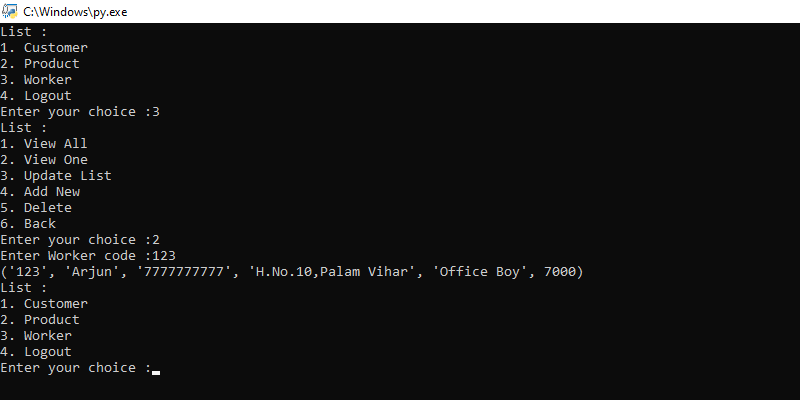 C:\Windows\py.exe
List :
1. Customer
2. Product
3. Worker
4. Logout
Enter your choice :3
List :
1. View All
2. View One
3. Update List
4. Add New
5. Delete
6. Back
Enter your choice :2
Enter Worker code :123
('123', 'Arjun', '7777777777', 'H.No.10,Palam Vihar', 'Office Boy', 7000)
List :
1. Customer
2. Product
3. Worker
4. Logout
Enter your choice :